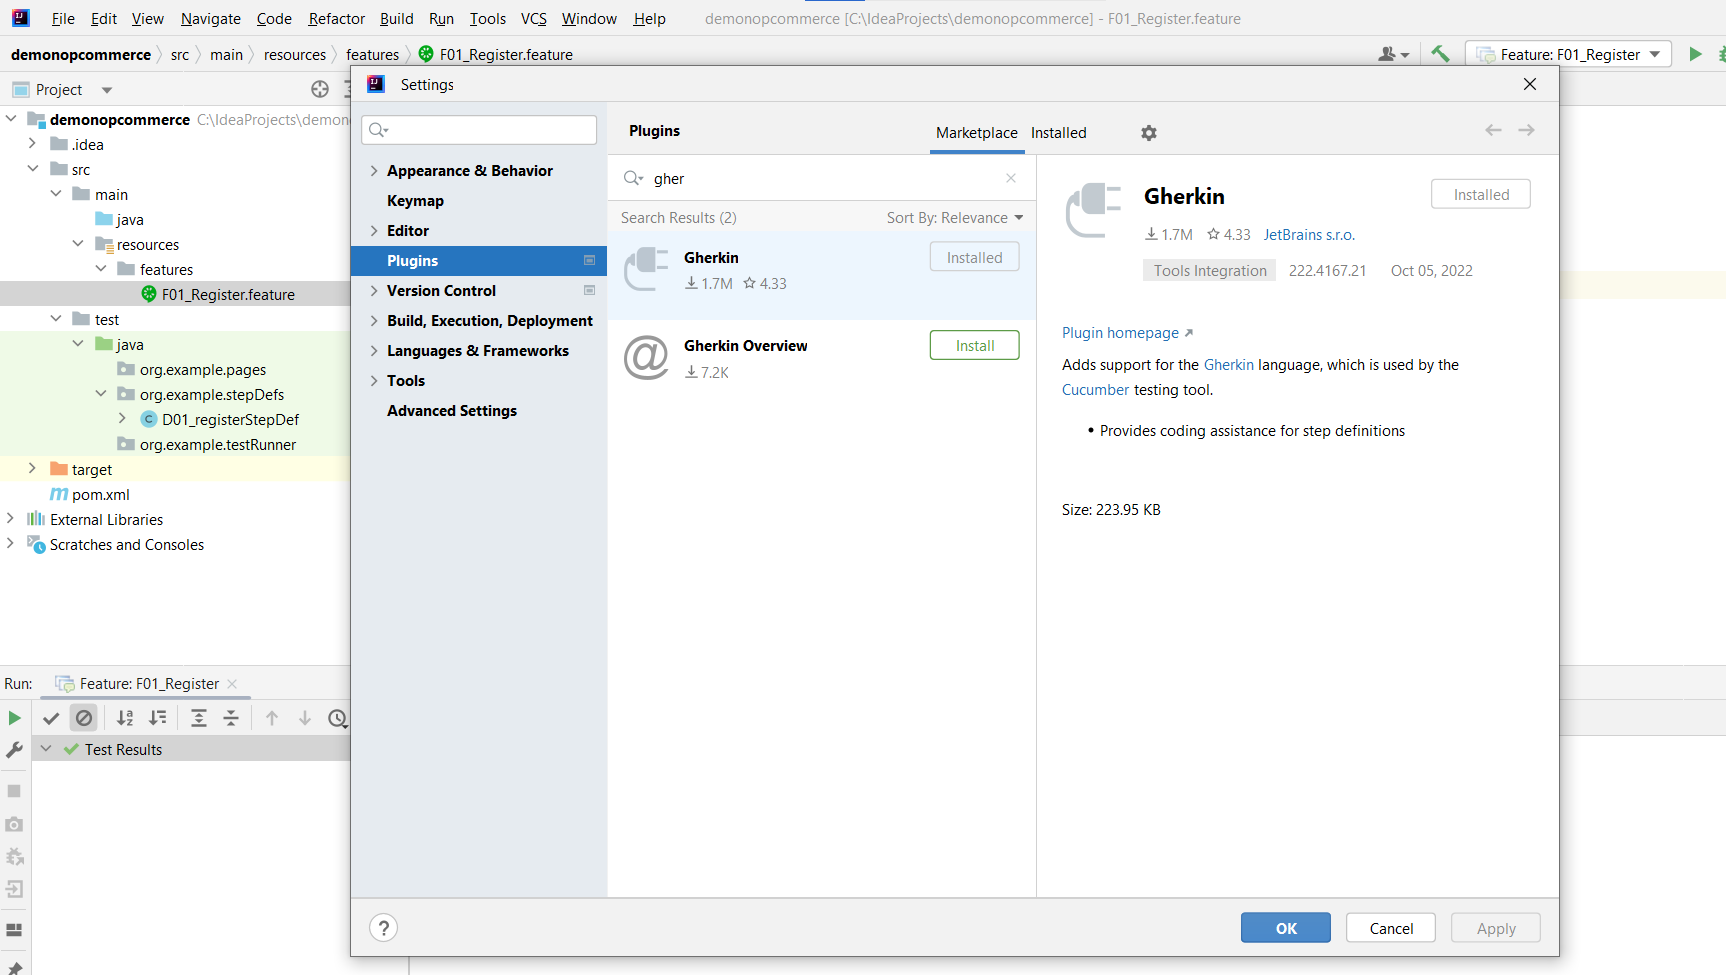 File Edit View Navigate Code Refactor Build Run Tools VCS Window Help demonopcommerce [C:\IdeaProjects\demonopcommerce] - F01_Register.feature
demonopcommerce src main resources features F01_Register.feature Feature: F01_Register
Project
demonopcommerce C:\IdeaProjects\demono
.idea
src
main
java
resources
features
F01_Register.feature
test
java
org.example.pages
org.example.stepDefs
D01_registerStepDef
org.example.testRunner
target
pom.xml
External Libraries
Scratches and Consoles
Settings
Appearance & Behavior
Keymap
Editor
Plugins
Version Control
Build, Execution, Deployment
Languages & Frameworks
Tools
Advanced Settings
Plugins Marketplace Installed
gher
Search Results (2) Sort By: Relevance
Gherkin Installed
1.7M 4.33
Gherkin Overview Install
7.2K
Gherkin Installed
1.7M 4.33 JetBrains s.r.o.
Tools Integration 222.4167.21 Oct 05, 2022
Plugin homepage
Adds support for the Gherkin language, which is used by the
Cucumber testing tool.
• Provides coding assistance for step definitions
Size: 223.95 KB
? OK Cancel Apply
Run: Feature: F01_Register
Test Results